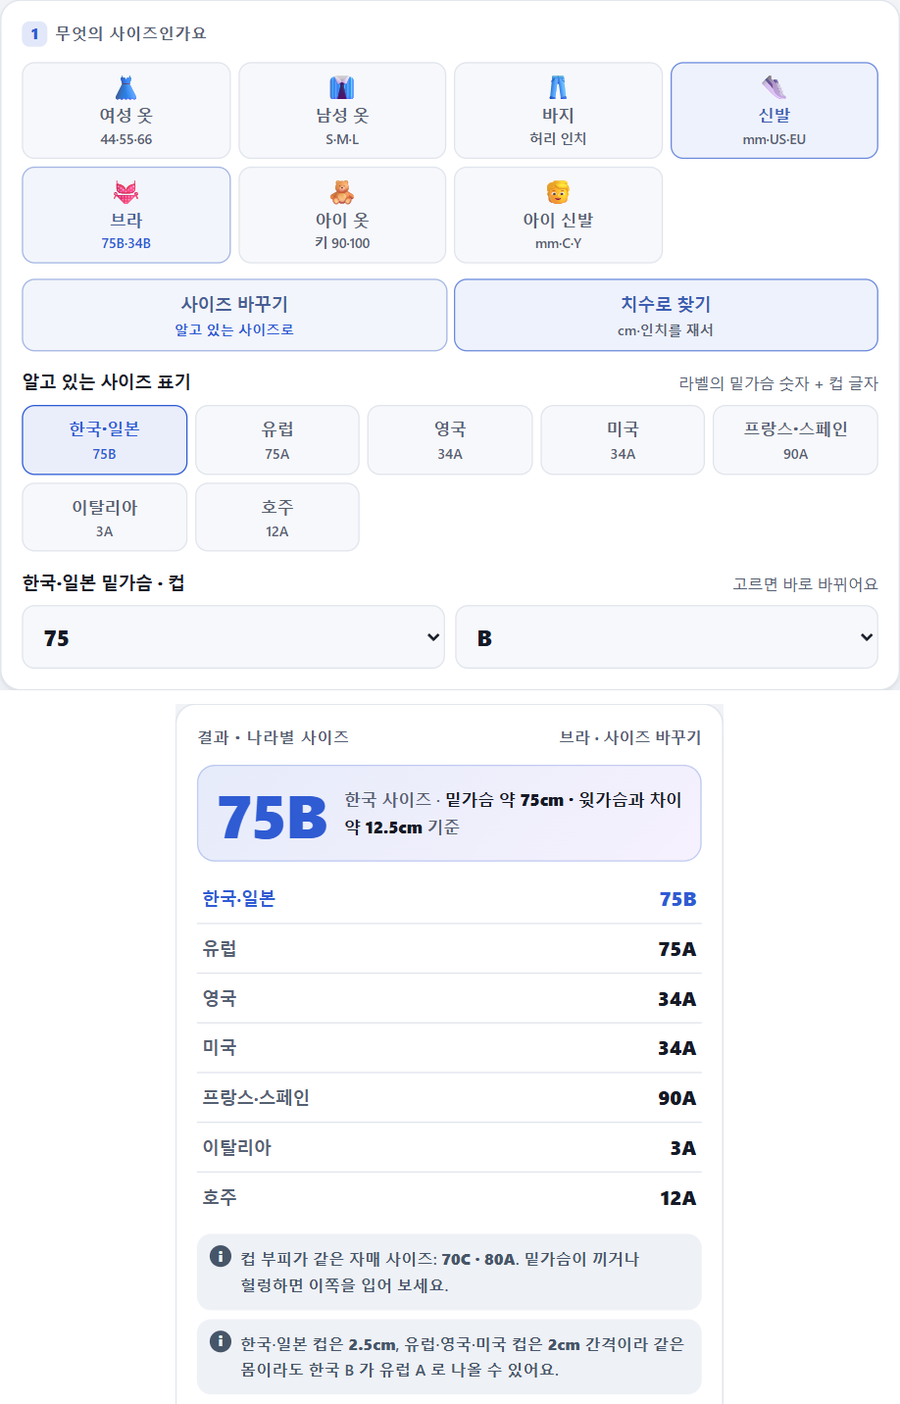 1 무엇의 사이즈인가요
여성 옷
44·55·66
남성 옷
S·M·L
바지
허리 인치
신발
mm·US·EU
브라
75B·34B
아이 옷
키 90·100
아이 신발
mm·C·Y
사이즈 바꾸기
알고 있는 사이즈로
치수로 찾기
cm·인치를 재서
알고 있는 사이즈 표기
라벨의 밑가슴 숫자 + 컵 글자
한국·일본
75B
유럽
75A
영국
34A
미국
34A
프랑스·스페인
90A
이탈리아
3A
호주
12A
한국·일본 밑가슴 · 컵
고르면 바로 바뀌어요
75
B
결과 · 나라별 사이즈
브라 · 사이즈 바꾸기
75B
한국 사이즈 · 밑가슴 약 75cm · 윗가슴과 차이
약 12.5cm 기준
한국·일본 75B
유럽 75A
영국 34A
미국 34A
프랑스·스페인 90A
이탈리아 3A
호주 12A
컵 부피가 같은 자매 사이즈: 70C · 80A. 밑가슴이 끼거나
헐렁하면 이쪽을 입어 보세요.
한국·일본 컵은 2.5cm, 유럽·영국·미국 컵은 2cm 간격이라 같은
몸이라도 한국 B 가 유럽 A 로 나올 수 있어요.